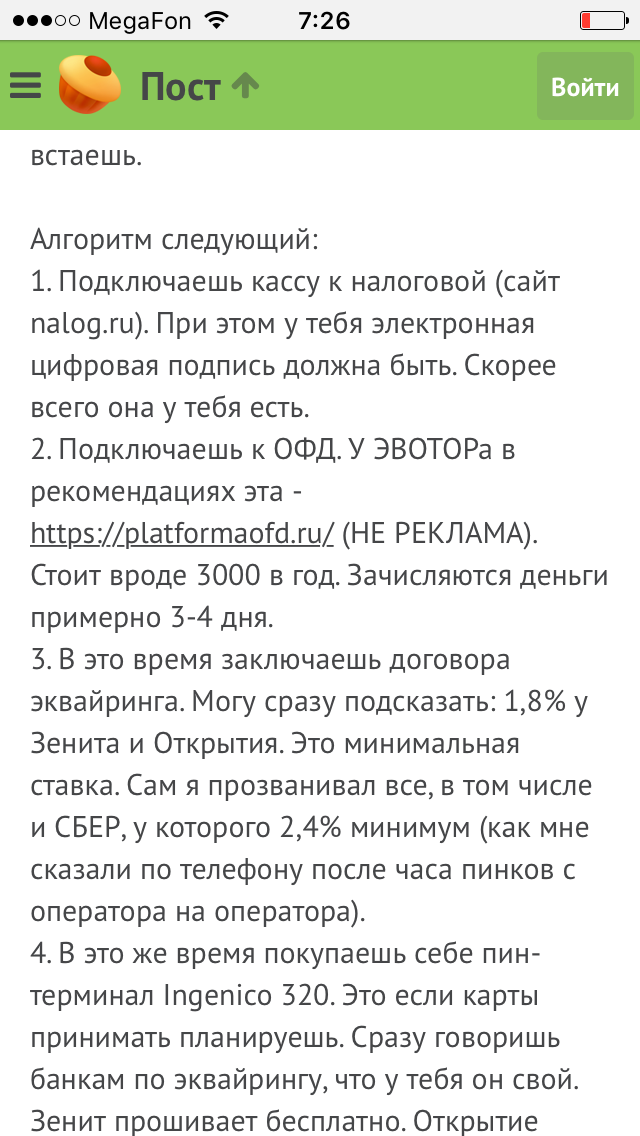 MegaFon 7:26
Пост Войти
встаешь.
Алгоритм следующий:
1. Подключаешь кассу к налоговой (сайт
nalog.ru). При этом у тебя электронная
цифровая подпись должна быть. Скорее
всего она у тебя есть.
2. Подключаешь к ОФД. У ЭВОТОРа в
рекомендациях эта -
https://platformaofd.ru/ (НЕ РЕКЛАМА).
Стоит вроде 3000 в год. Зачисляются деньги
примерно 3-4 дня.
3. В это время заключаешь договора
эквайринга. Могу сразу подсказать: 1,8% у
Зенита и Открытия. Это минимальная
ставка. Сам я прозванивал все, в том числе
и СБЕР, у которого 2,4% минимум (как мне
сказали по телефону после часа пинков с
оператора на оператора).
4. В это же время покупаешь себе пин-
терминал Ingenico 320. Это если карты
принимать планируешь. Сразу говоришь
банкам по эквайрингу, что у тебя он свой.
Зенит прошивает бесплатно. Открытие